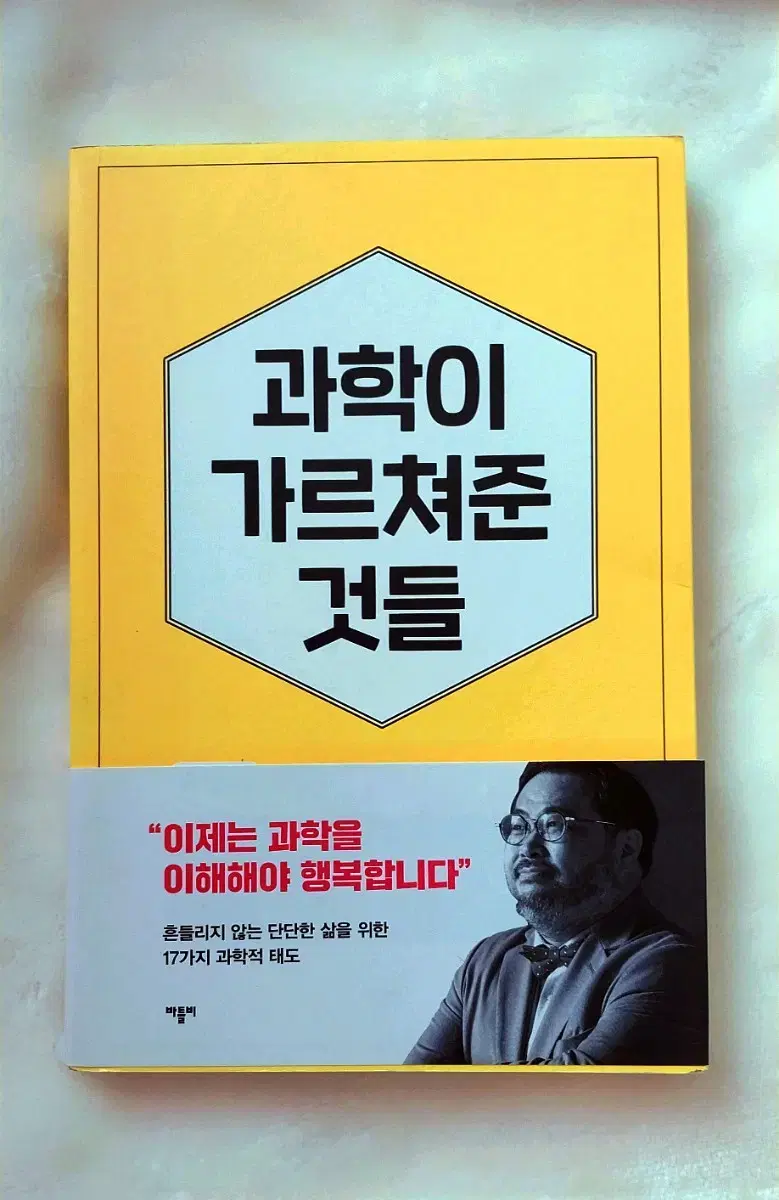 과학이
가르쳐준
것들
“이제는 과학을
이해해야 행복합니다”
흔들리지 않는 단단한 삶을 위한
17가지 과학적 태도
바틀비